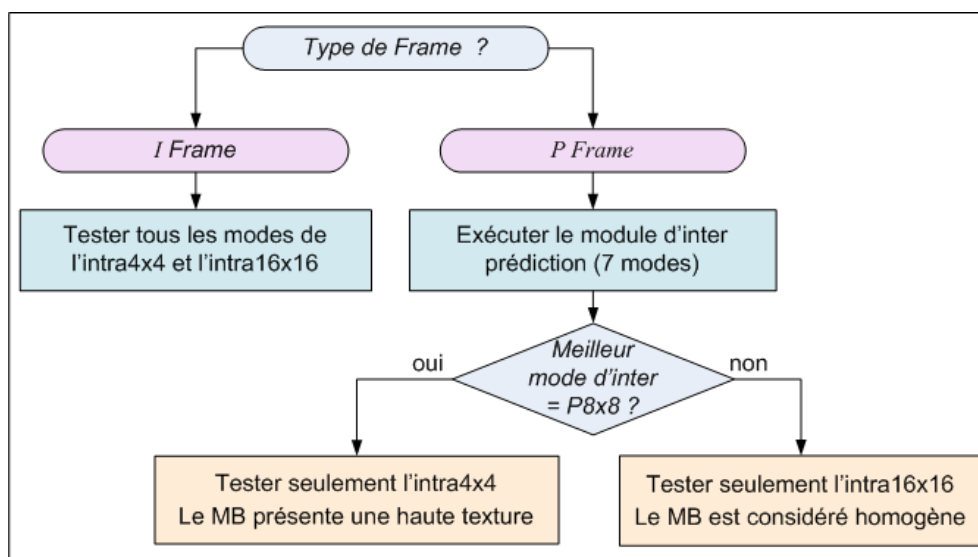 Type de Frame ?
I Frame
P Frame
Tester tous les modes de
l'intra4x4 et l'intra16x16
Exécuter le module d'inter
prédiction (7 modes)
Meilleur
mode d'inter
= P8x8 ?
oui
non
Tester seulement l'intra4x4
Le MB présente une haute texture
Tester seulement l'intra16x16
Le MB est considéré homogène